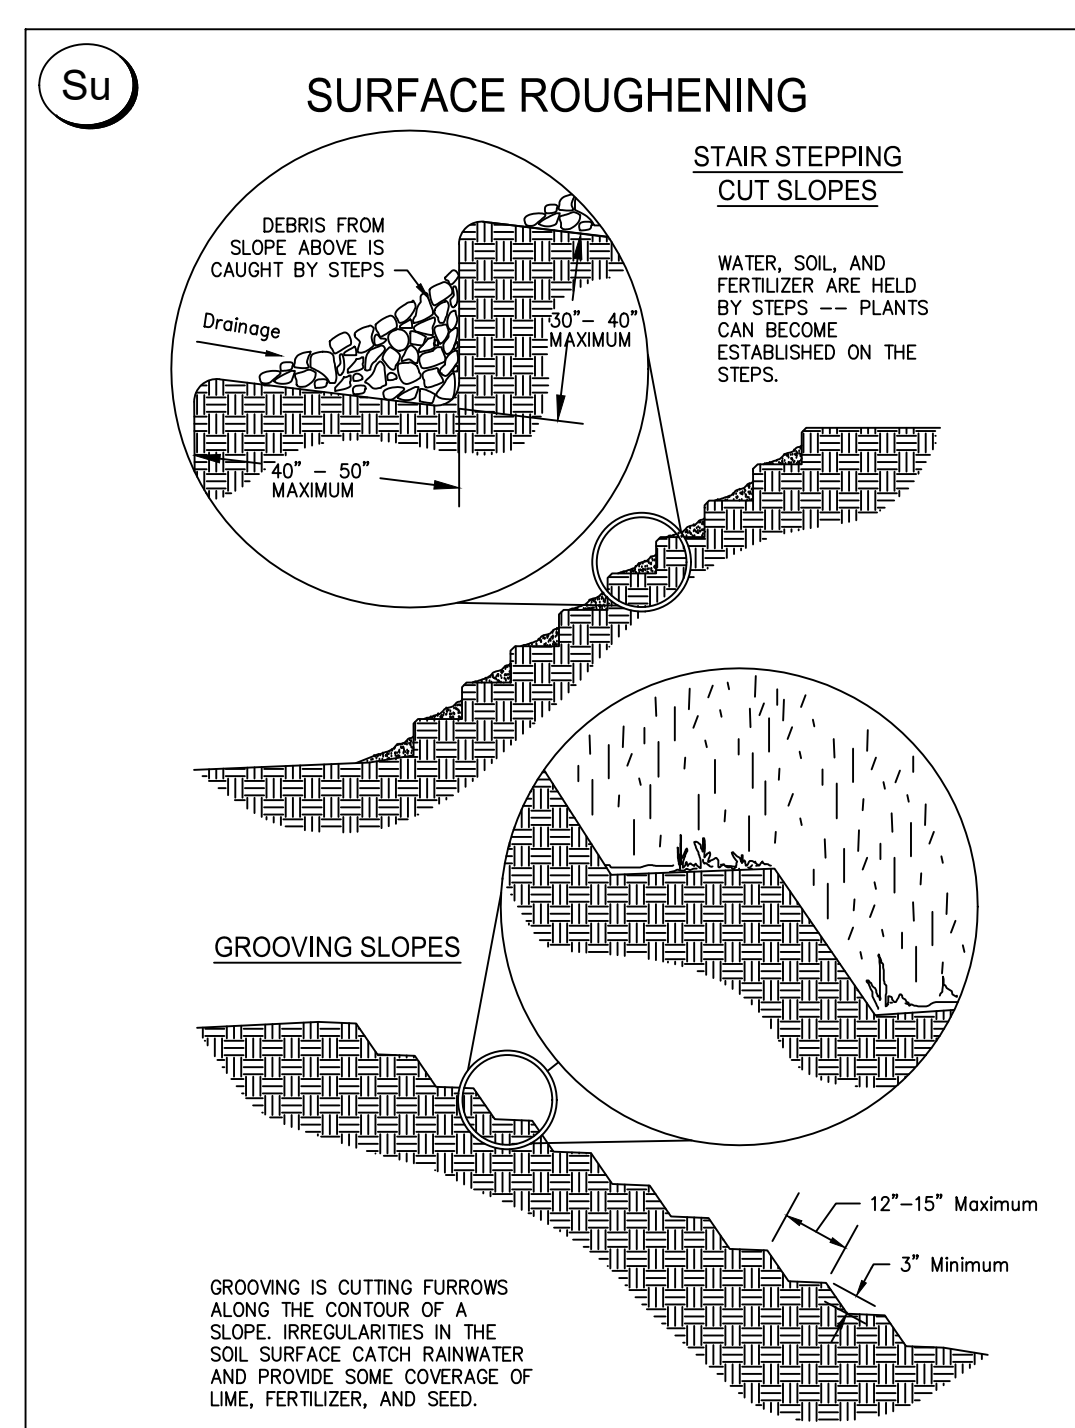 Su
SURFACE ROUGHENING
STAIR STEPPING
CUT SLOPES
DEBRIS FROM
SLOPE ABOVE IS
CAUGHT BY STEPS
Drainage
30”– 40”
MAXIMUM
40” – 50”
MAXIMUM
WATER, SOIL, AND
FERTILIZER ARE HELD
BY STEPS –– PLANTS
CAN BECOME
ESTABLISHED ON THE
STEPS.
GROOVING SLOPES
12”–15” Maximum
3” Minimum
GROOVING IS CUTTING FURROWS
ALONG THE CONTOUR OF A
SLOPE. IRREGULARITIES IN THE
SOIL SURFACE CATCH RAINWATER
AND PROVIDE SOME COVERAGE OF
LIME, FERTILIZER, AND SEED.